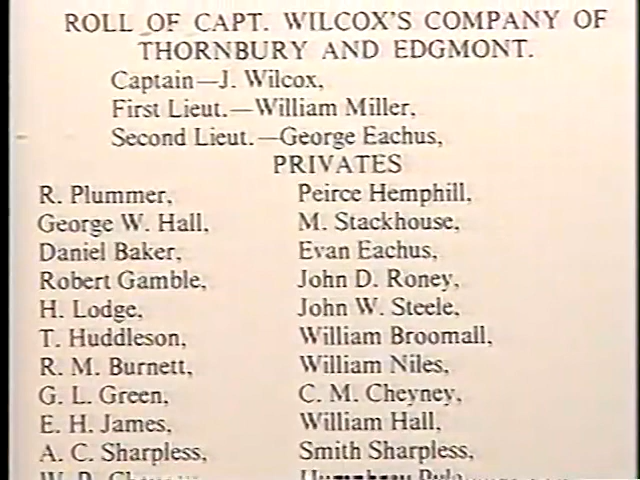 ROLL OF CAPT. WILCOX'S COMPANY OF
THORNBURY AND EDGMONT.
Captain—J. Wilcox,
First Lieut.—William Miller,
Second Lieut.—George Eachus,
PRIVATES
R. Plummer, Peirce Hemphill,
George W. Hall, M. Stackhouse,
Daniel Baker, Evan Eachus,
Robert Gamble, John D. Roney,
H. Lodge, John W. Steele,
T. Huddleson, William Broomall,
R. M. Burnett, William Niles,
G. L. Green, C. M. Cheyney,
E. H. James, William Hall,
A. C. Sharpless, Smith Sharpless,